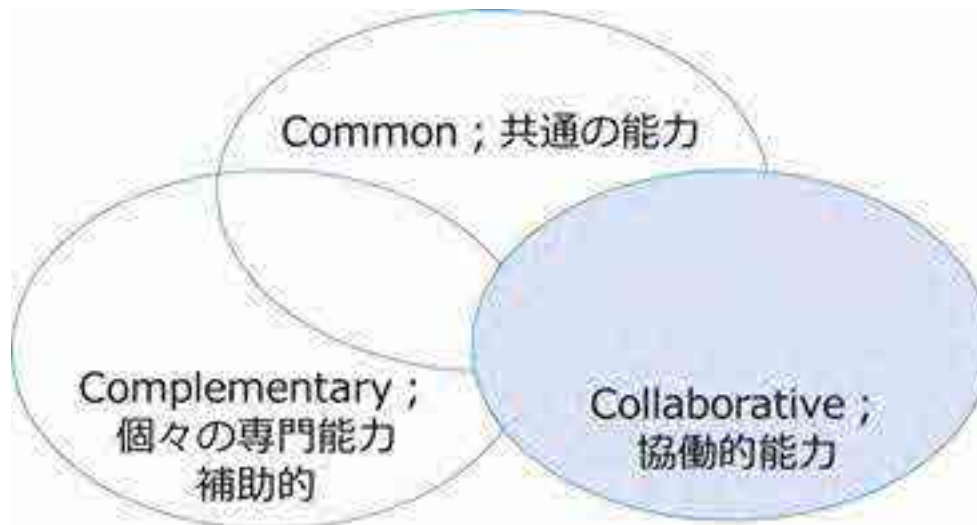 Common ; 共通の能力
Complementary ;
個々の専門能力
補助的
Collaborative ;
協働的能力